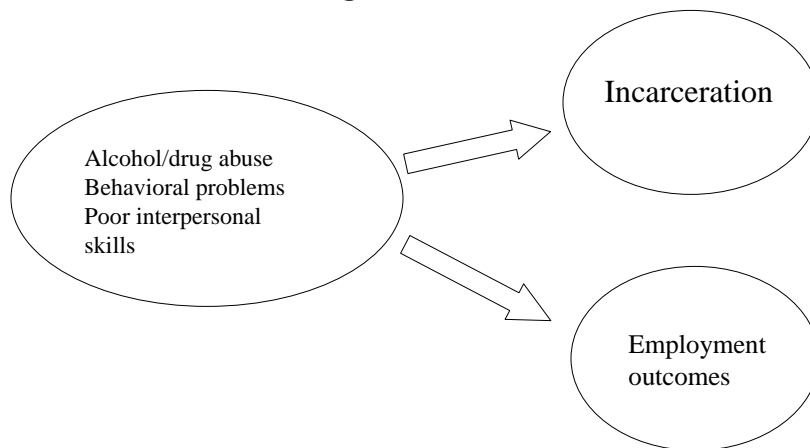 Alcohol/drug abuse
Behavioral problems
Poor interpersonal
skills
Incarceration
Employment
outcomes